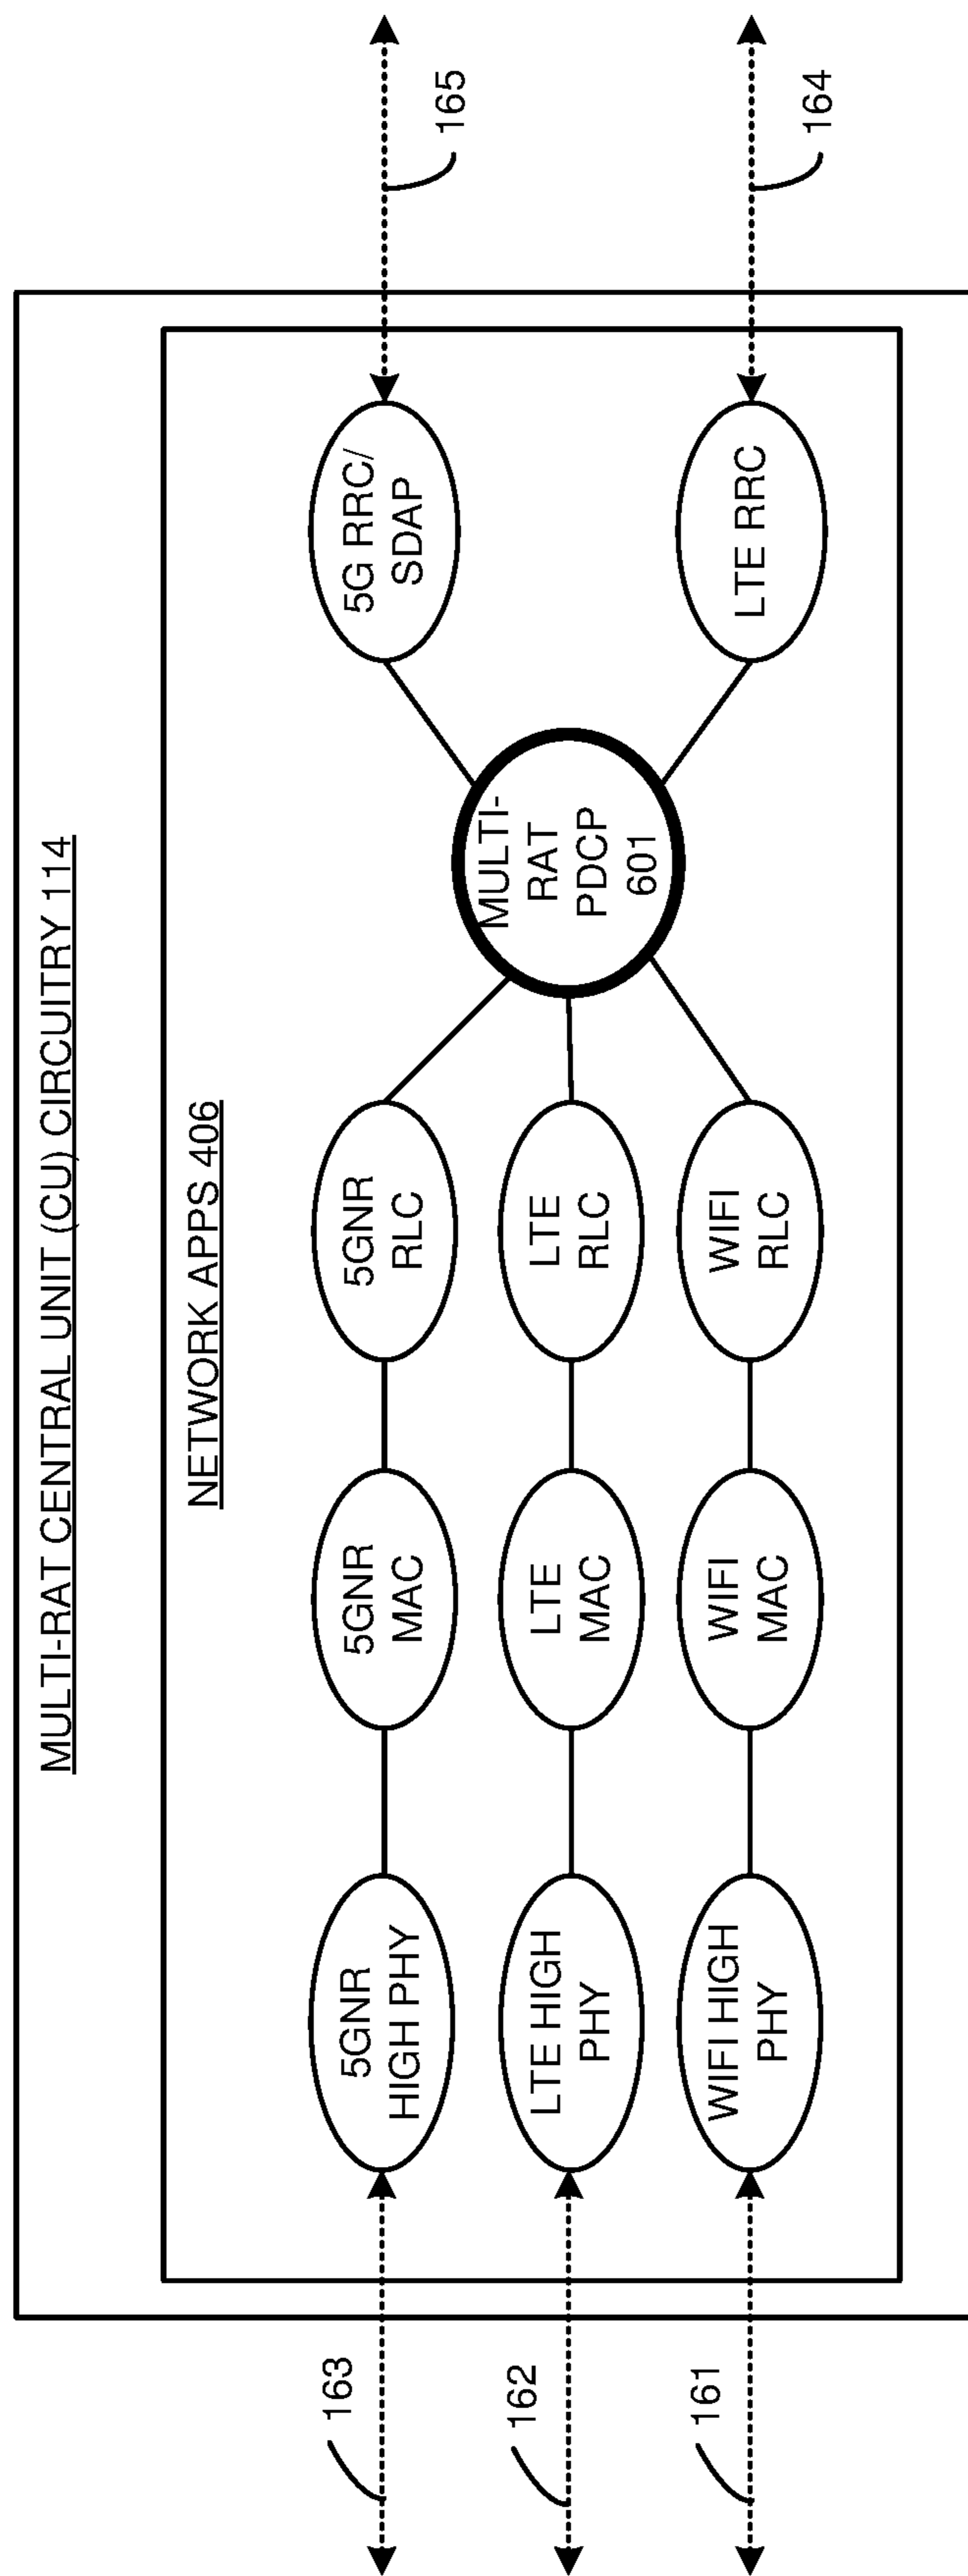 MULTI-RAT CENTRAL UNIT (CU) CIRCUITRY 114
NETWORK APPS 406
163
5GNR
HIGH PHY
5GNR
MAC
5GNR
RLC
5G RRC/
SDAP
165
162
LTE HIGH
PHY
LTE
MAC
LTE
RLC
MULTI-
RAT
PDCP
601
161
WIFI HIGH
PHY
WIFI
MAC
WIFI
RLC
LTE RRC
164